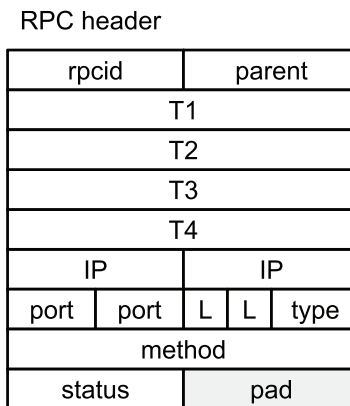 RPC header
rpcid parent
T1
T2
T3
T4
IP IP
port port L L type
method
status pad